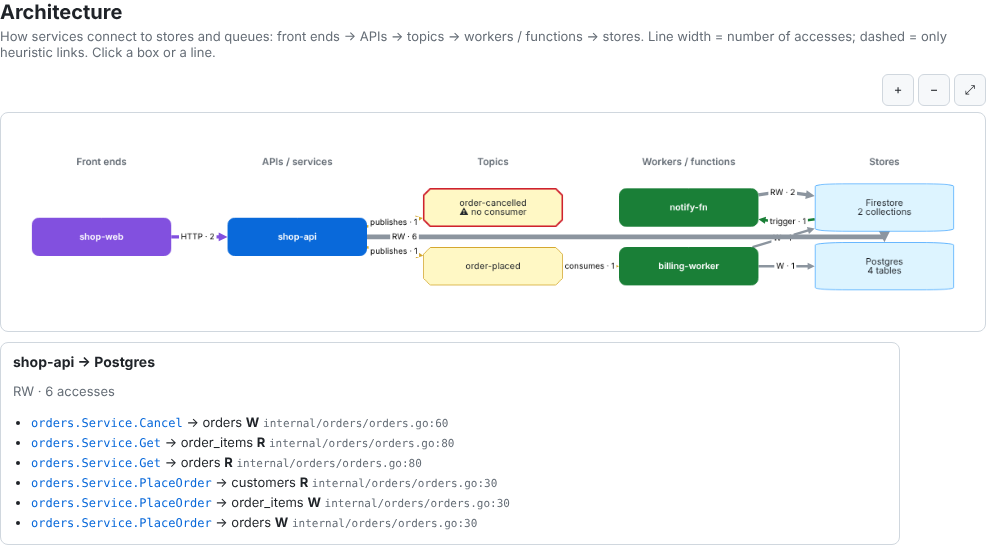 Architecture
How services connect to stores and queues: front ends → APIs → topics → workers / functions → stores. Line width = number of accesses; dashed = only
heuristic links. Click a box or a line.
+
−
⤢
Front ends
APIs / services
Topics
Workers / functions
Stores
shop-web
HTTP · 2
shop-api
publishes · 1
RW · 6
publishes · 1
order-cancelled
⚠ no consumer
order-placed
consumes · 1
notify-fn
billing-worker
RW · 2
trigger · 1
W · 1
Firestore
2 collections
Postgres
4 tables
shop-api → Postgres
RW · 6 accesses
• orders.Service.Cancel → orders W internal/orders/orders.go:60
• orders.Service.Get → order_items R internal/orders/orders.go:80
• orders.Service.Get → orders R internal/orders/orders.go:80
• orders.Service.PlaceOrder → customers R internal/orders/orders.go:30
• orders.Service.PlaceOrder → order_items W internal/orders/orders.go:30
• orders.Service.PlaceOrder → orders W internal/orders/orders.go:30